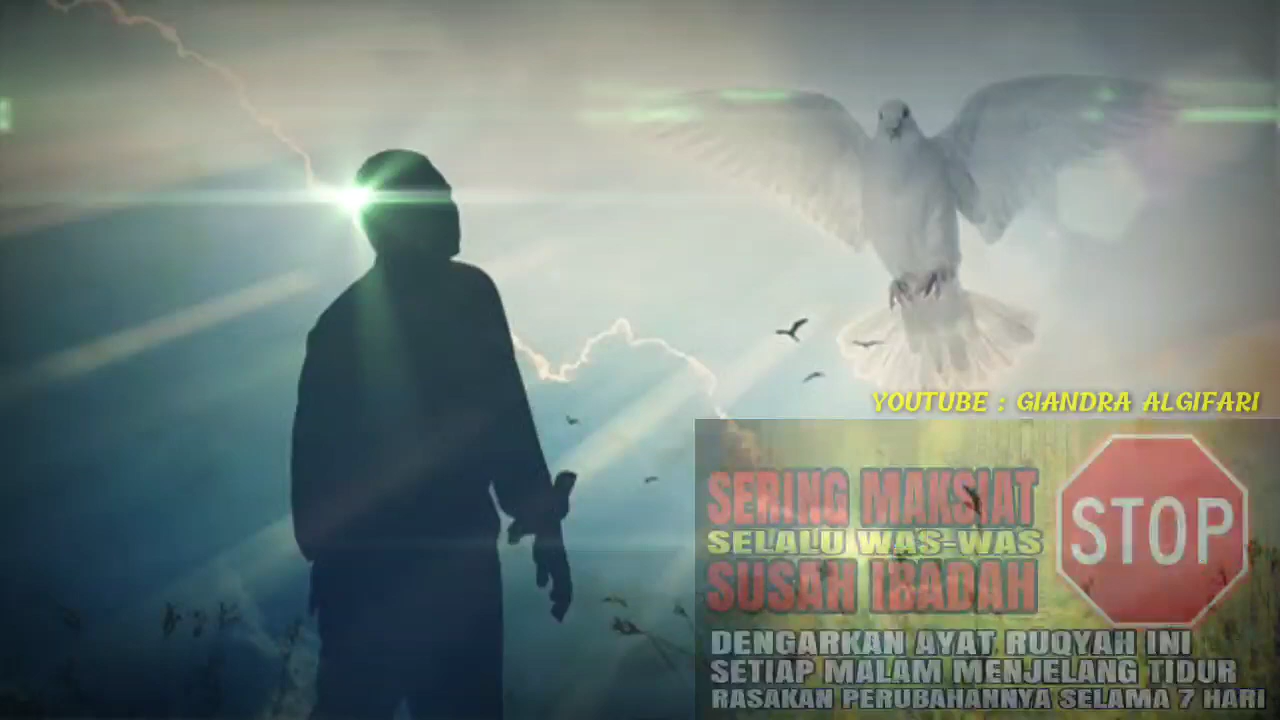 YOUTUBE : GIANDRA ALGIFARI
SERING MAKSIAT
SELALU WAS-WAS
SUSAH IBADAH
STOP
DENGARKAN AYAT RUQYAH INI
SETIAP MALAM MENJELANG TIDUR
RASAKAN PERUBAHANNYA SELAMA 7 HARI